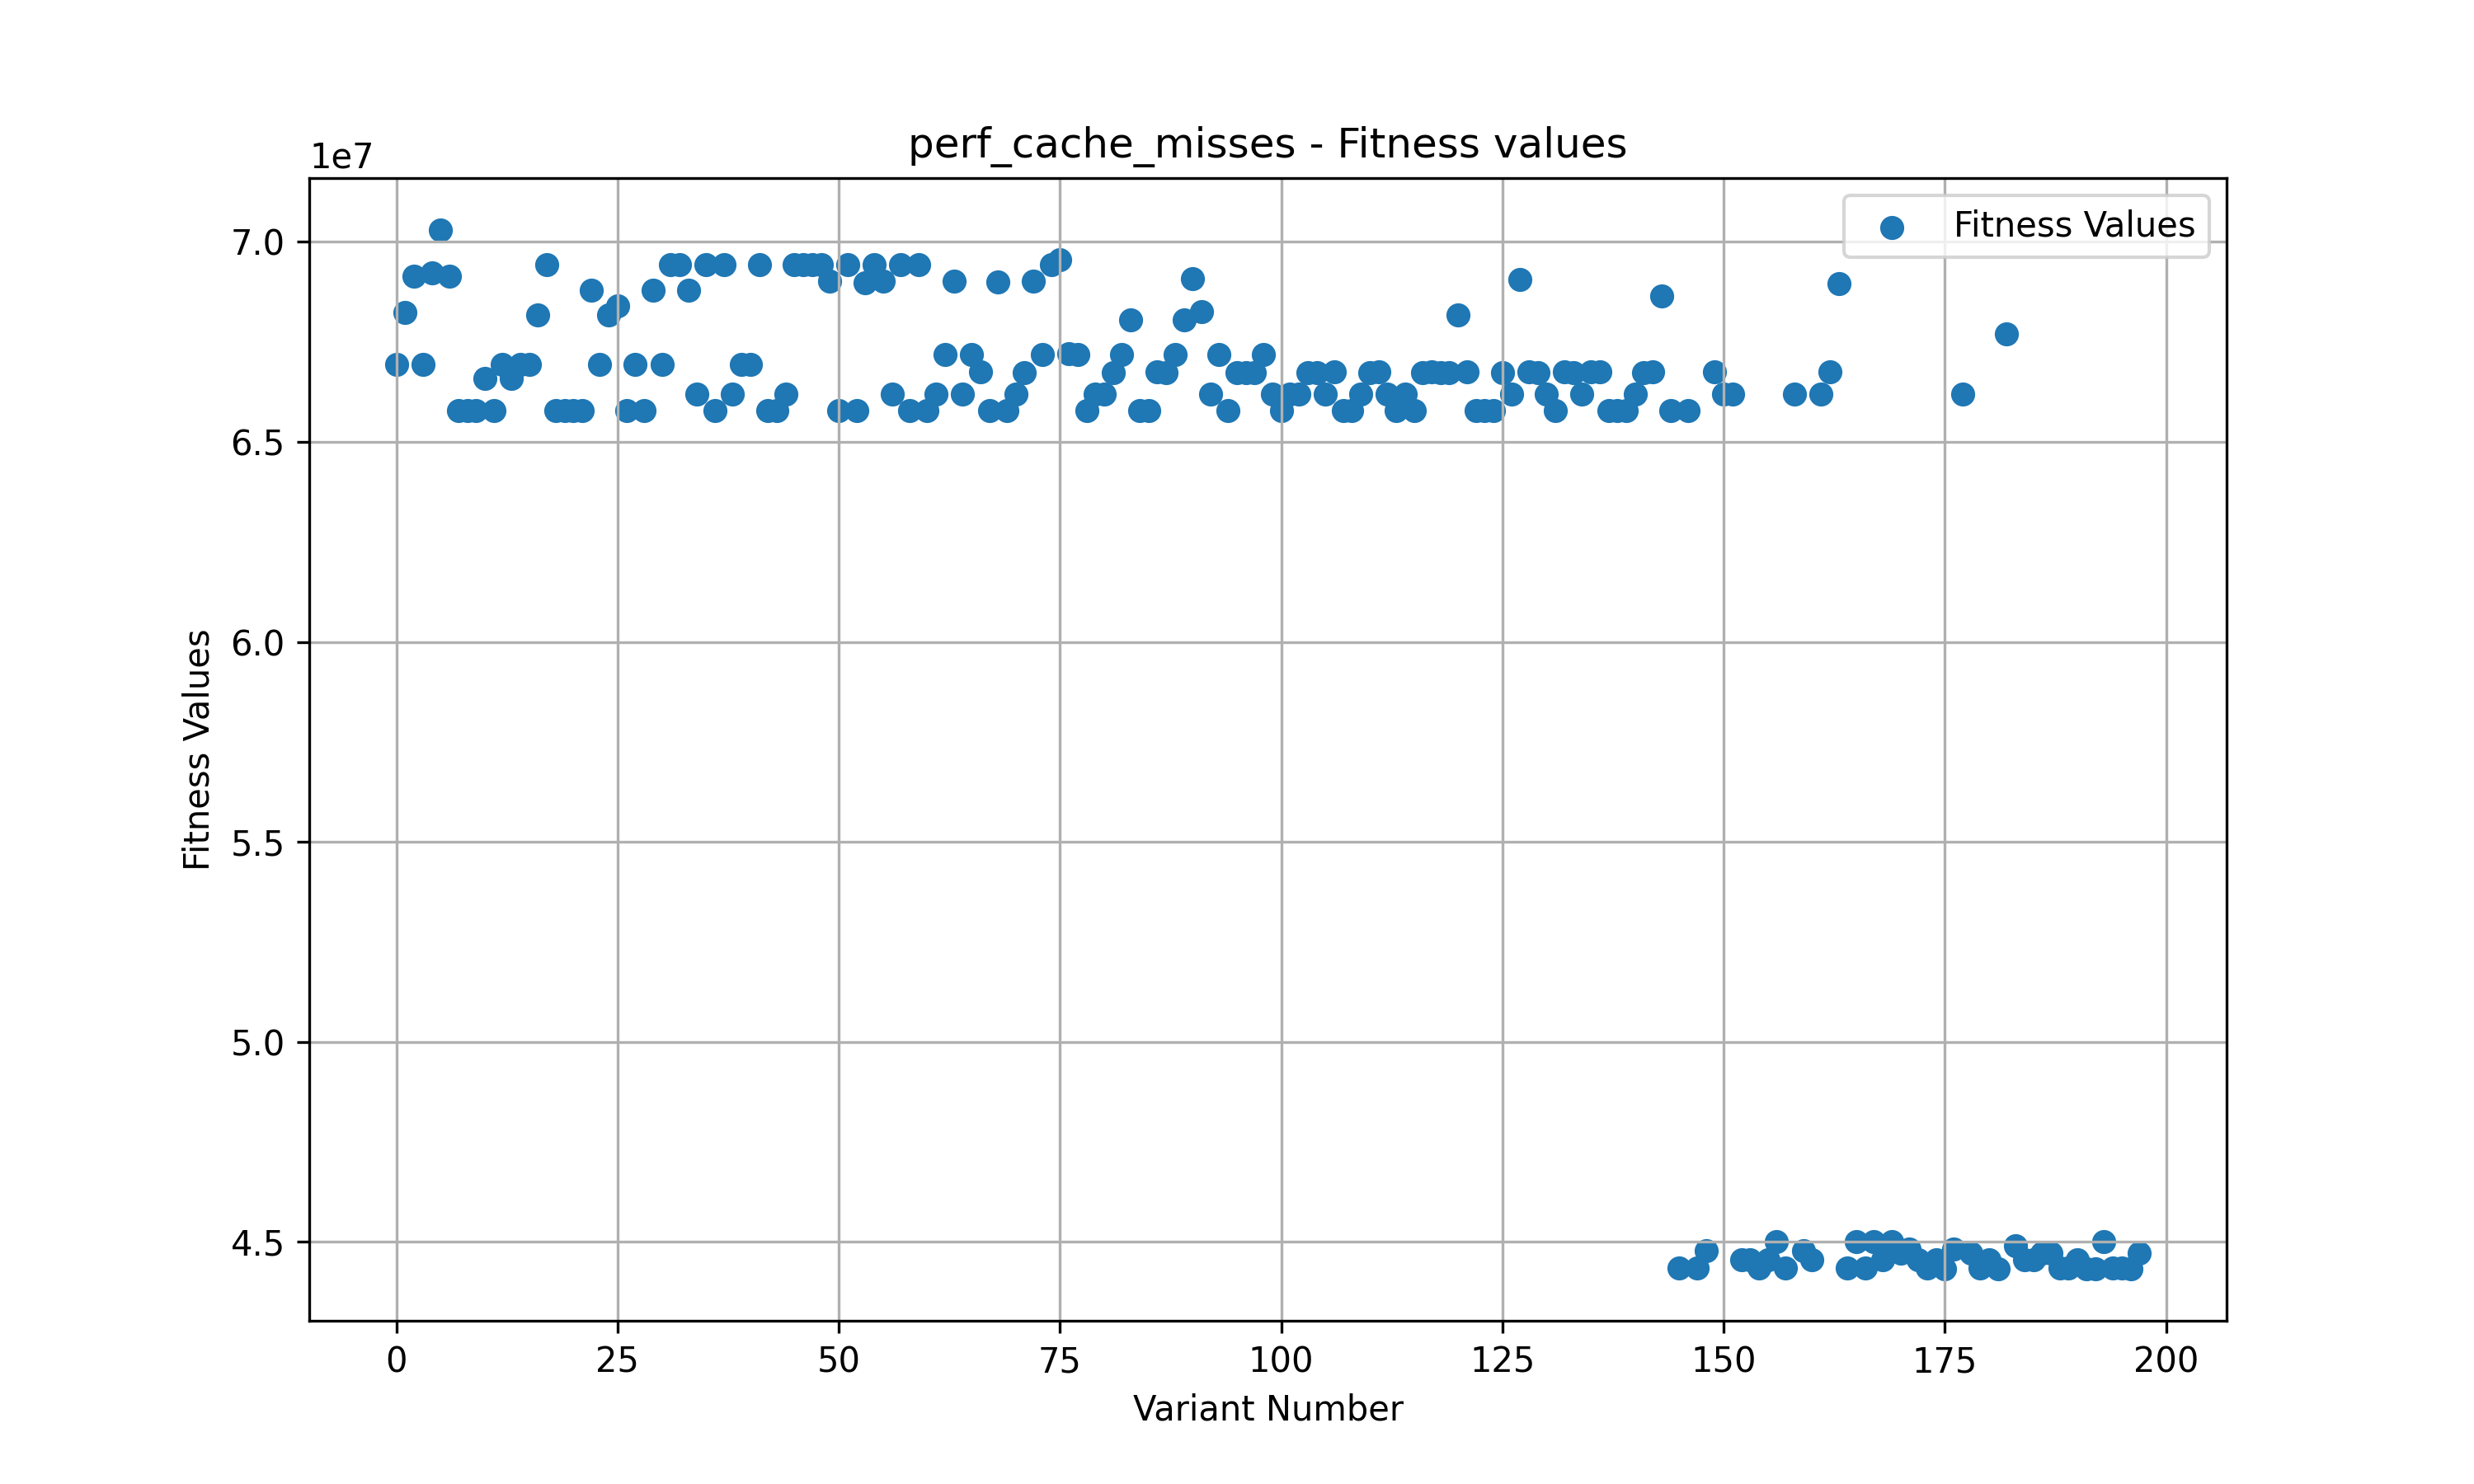 perf_cache_misses - Fitness values
1e7
Fitness Values
7.0
6.5
6.0
5.5
5.0
4.5
Fitness Values
0 25 50 75 100 125 150 175 200
Variant Number